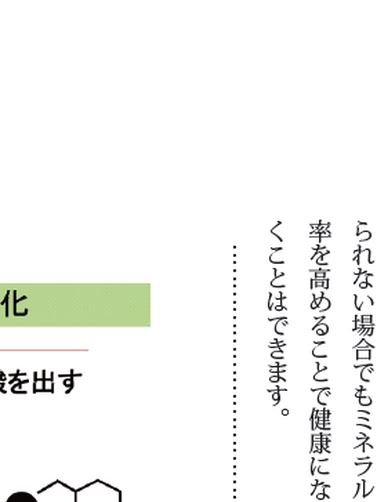 られない場合でもミネラル
率を高めることで健康にな
くことはできます。
化
酸を出す